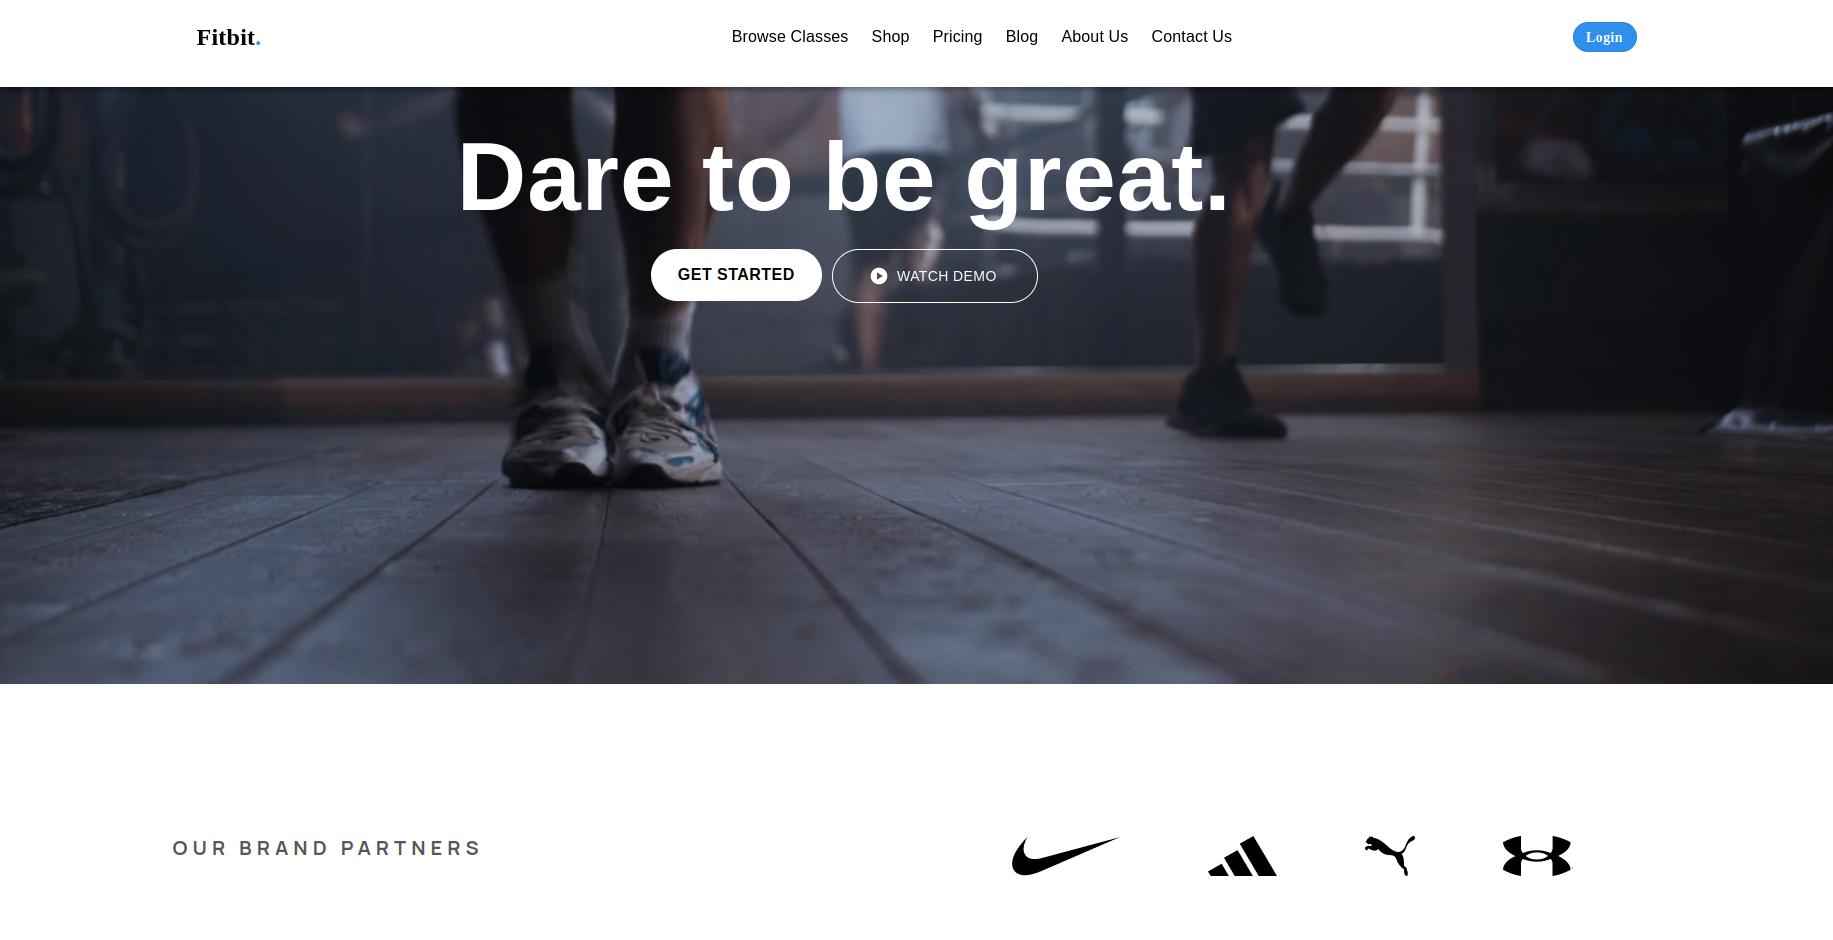 Fitbit.
Browse Classes Shop Pricing Blog About Us Contact Us
Login
Dare to be great.
GET STARTED
WATCH DEMO
OUR BRAND PARTNERS